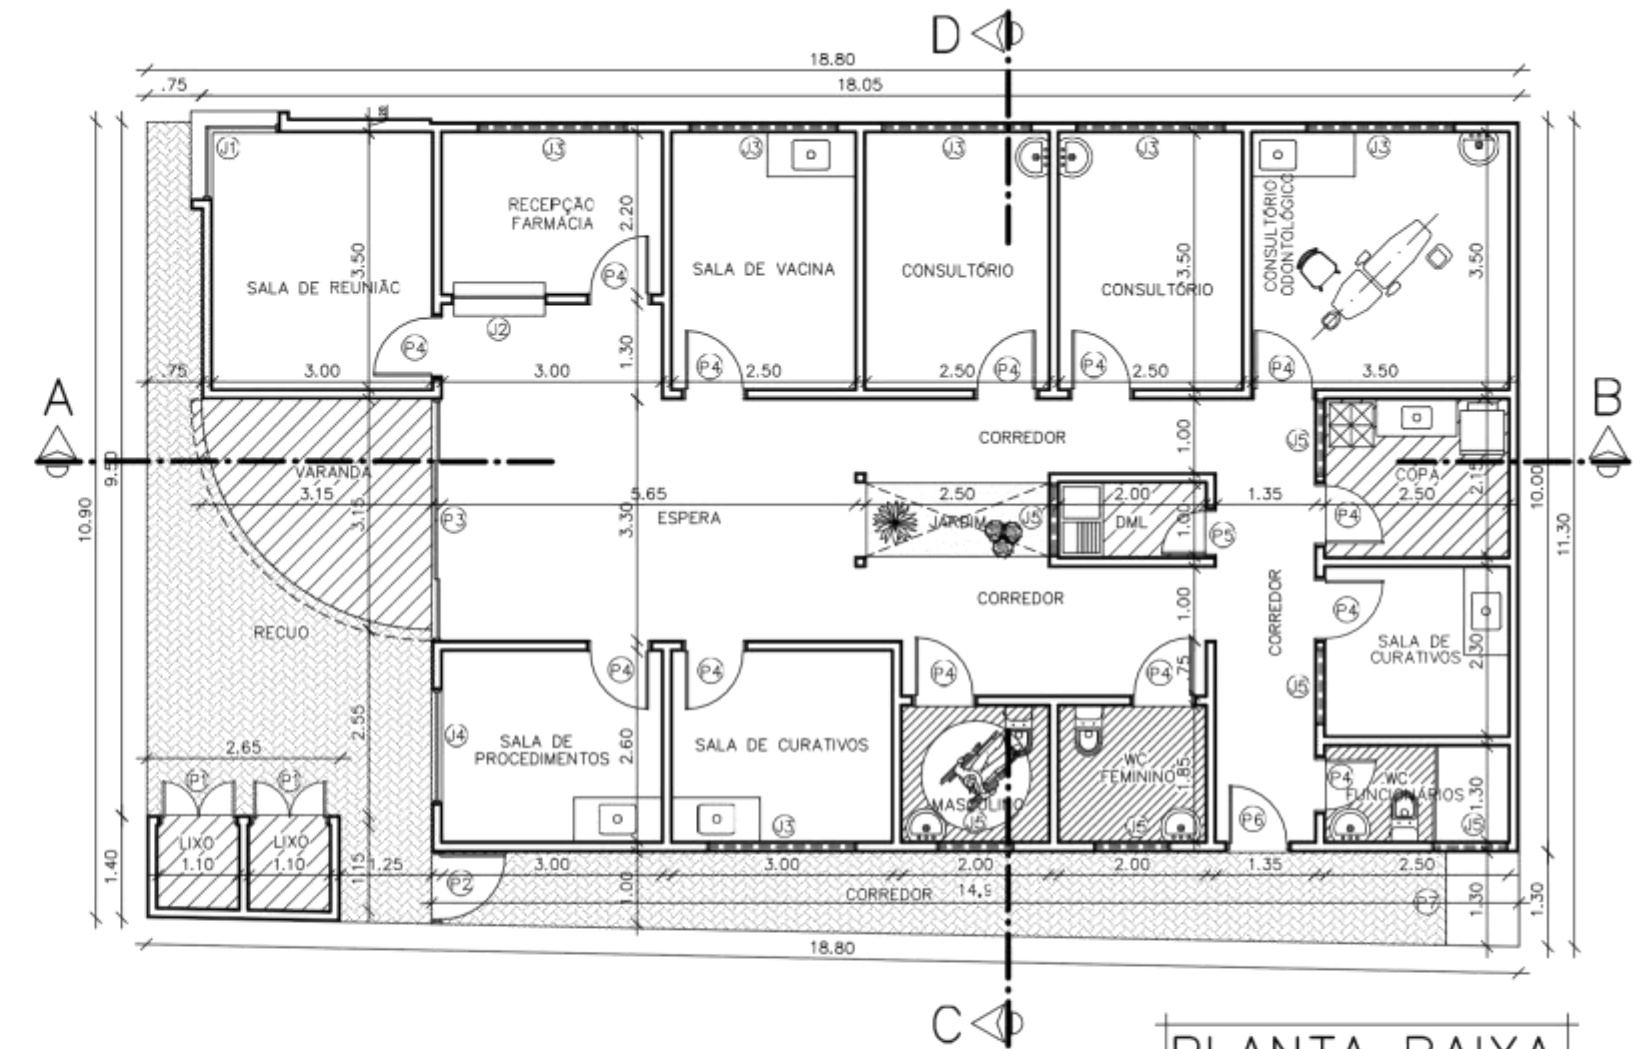 D
18.80
.75
18.05
J1
J3
J3
J3
J3
J3
RECEPÇÃO
FARMÁCIA
2.20
CONSULTÓRIO
ODONTOLÓGICO
3.50
SALA DE REUNIÃO
P4
SALA DE VACINA
CONSULTÓRIO
3.50
CONSULTÓRIO
3.50
J2
P4
1.30
P4
P4
P4
P4
.75
3.00
3.00
2.50
2.50
2.50
3.50
A
B
9.50
10.90
VARANDA
3.15
3.15
P3
5.65
ESPERA
3.30
CORREDOR
1.00
J5
COPA
2.15
2.50
2.50
JARDIM
J5
2.00
DML
1.00
P5
1.35
P4
10.00
11.30
RECUO
CORREDOR
1.00
CORREDOR
P4
SALA DE
CURATIVOS
2.30
P4
P4
P4
P4
.75
J5
2.55
2.65
J4
SALA DE
PROCEDIMENTOS
2.60
SALA DE CURATIVOS
WC
FEMININO
1.85
P1
P1
MASCULINO
P4
WC
FUNCIONÁRIOS
1.30
LIXO
1.10
LIXO
1.10
J3
J5
J5
P6
J5
1.40
1.15
1.25
P2
3.00
1.00
3.00
2.00
2.00
1.35
2.50
CORREDOR
14.9
P7
1.30
1.30
18.80
C
PLANTA BAIXA